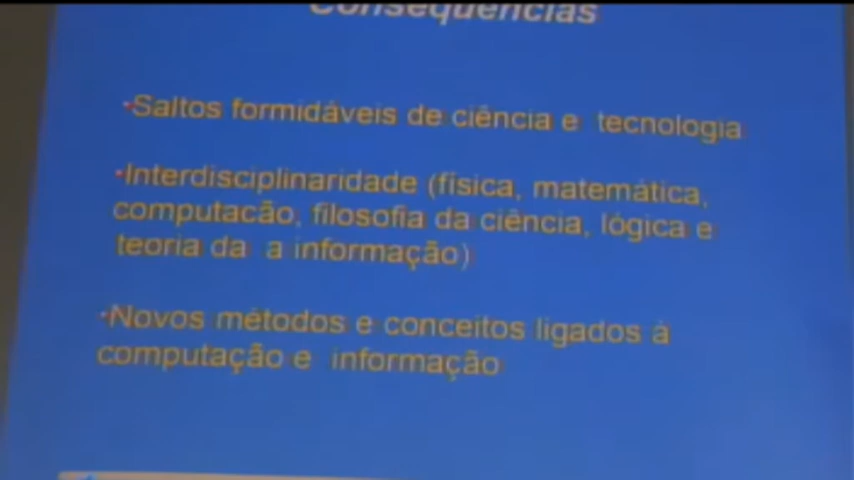 Consequências
•Saltos formidáveis de ciência e tecnologia
•Interdisciplinaridade (física, matemática,
computacão, filosofia da ciência, lógica e
teoria da a informação)
•Novos métodos e conceitos ligados à
computação e informação